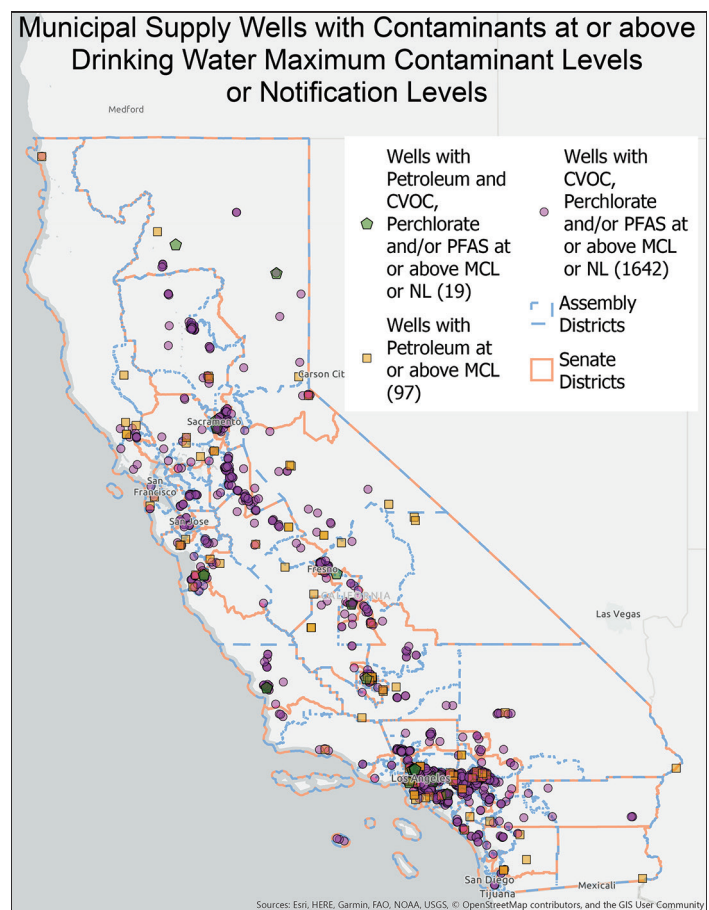 Municipal Supply Wells with Contaminants at or above
Drinking Water Maximum Contaminant Levels
or Notification Levels
Medford
Wells with
Petroleum and
CVOC,
Perchlorate
and/or PFAS at
or above MCL
or NL (19)
Wells with
Petroleum at
or above MCL
(97)
Wells with
CVOC,
Perchlorate
and/or PFAS at
or above MCL
or NL (1642)
Assembly
Districts
Senate
Districts
Carson Cit
Sacramento
San
Francisco
San Jose
Fresno
CALIFORNIA
Las Vegas
Los Angeles
San Diego
Tijuana
Mexicali
Sources: Esri, HERE, Garmin, FAO, NOAA, USGS, © OpenStreetMap contributors, and the GIS User Community